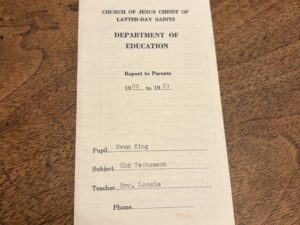 CHURCH OF JESUS CHRIST OF
LATTER-DAY SAINTS
DEPARTMENT OF
EDUCATION
Report to Parents
1962 to 1963
Pupil Evan King
Subject Old Testament
Teacher Bro. Loosle
Phone